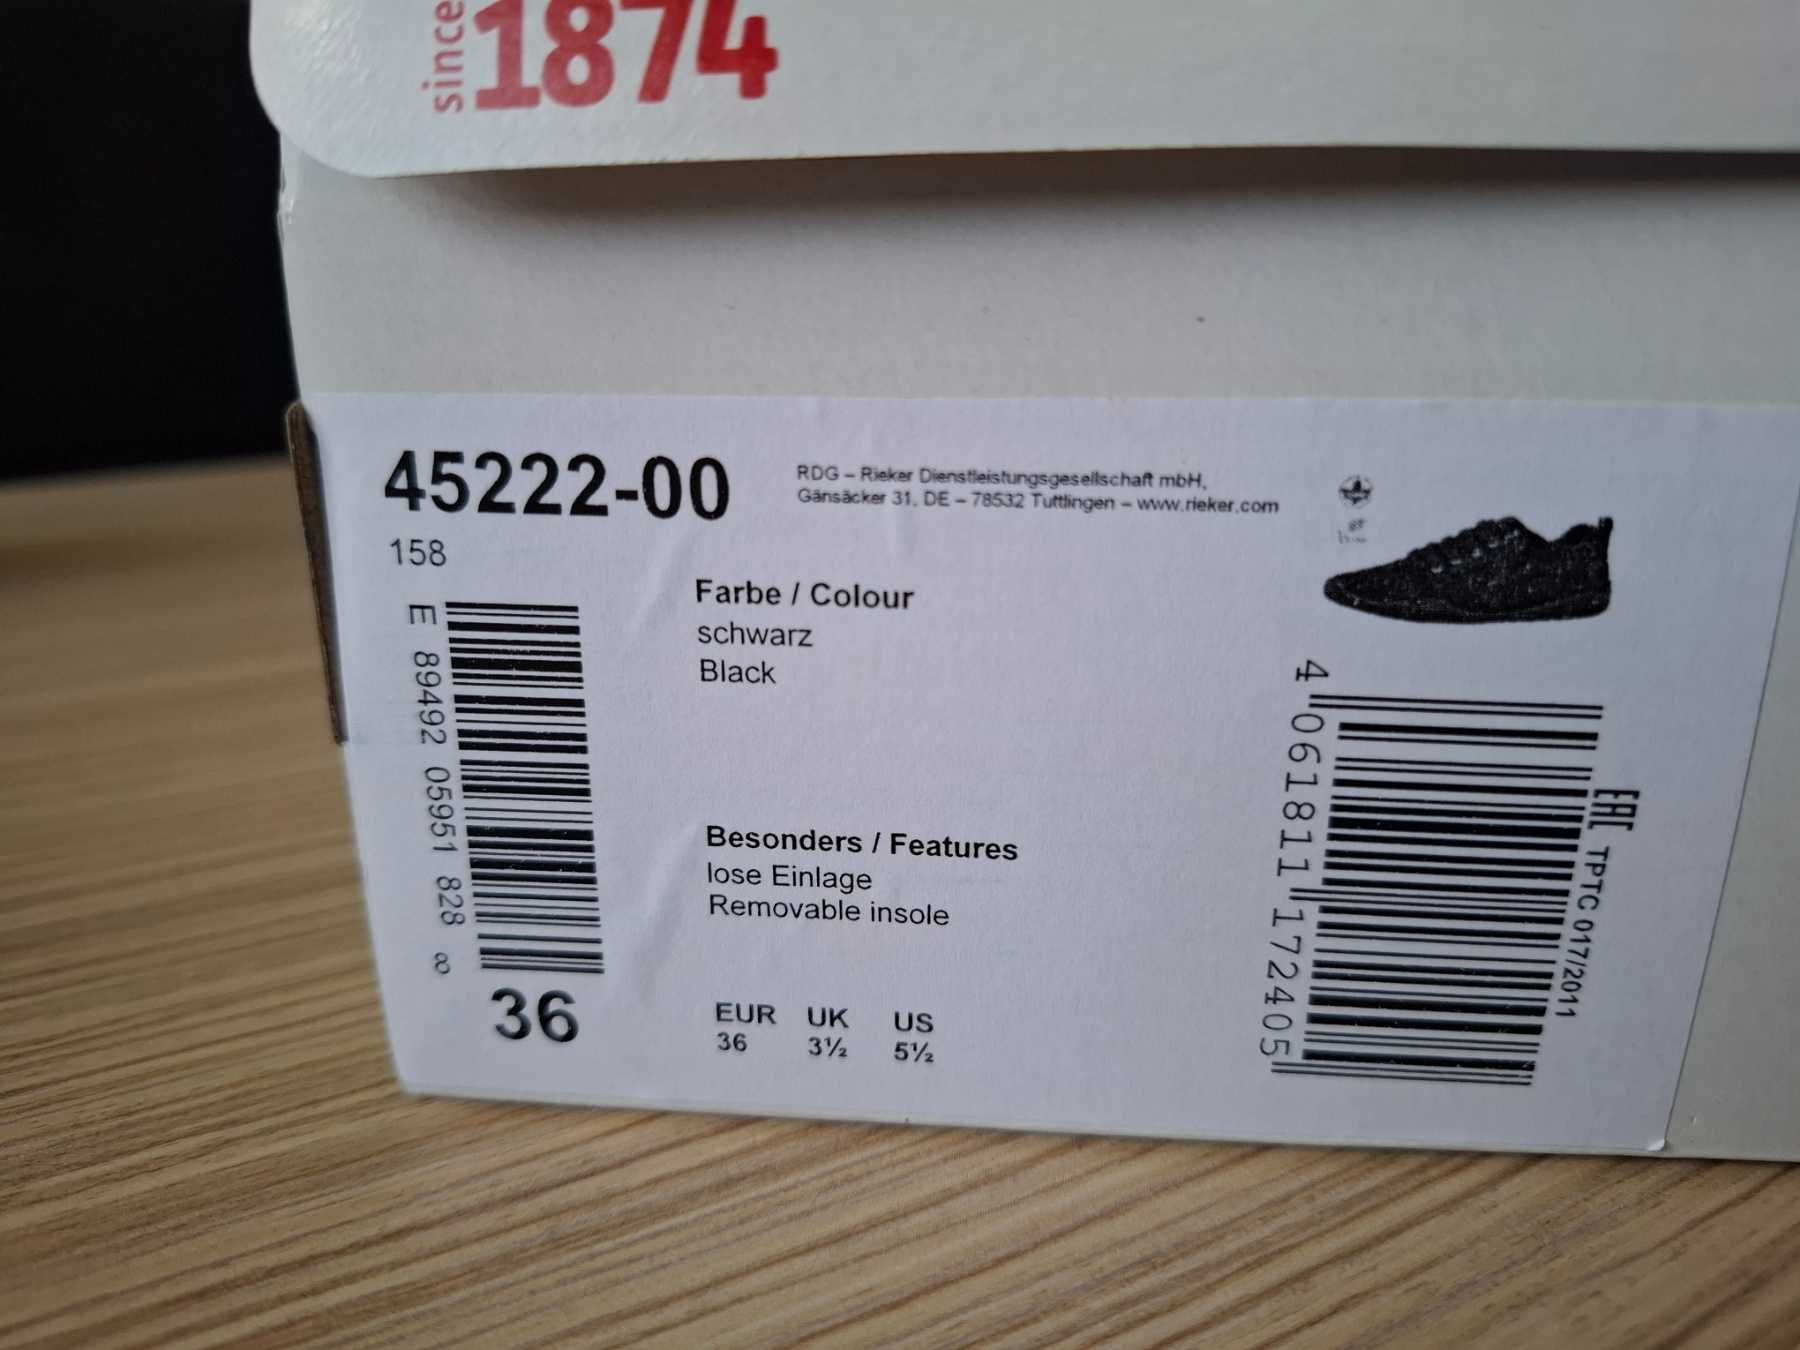 since
1874
45222-00
158
RDG – Rieker Dienstleistungsgesellschaft mbH,
Gänsäcker 31, DE – 78532 Tuttlingen – www.rieker.com
Farbe / Colour
schwarz
Black
E 89492 05951 828 8
36
Besonders / Features
lose Einlage
Removable insole
EUR UK US
36 3½ 5½
4 061811 172405
EAC ТРТС 017/2011